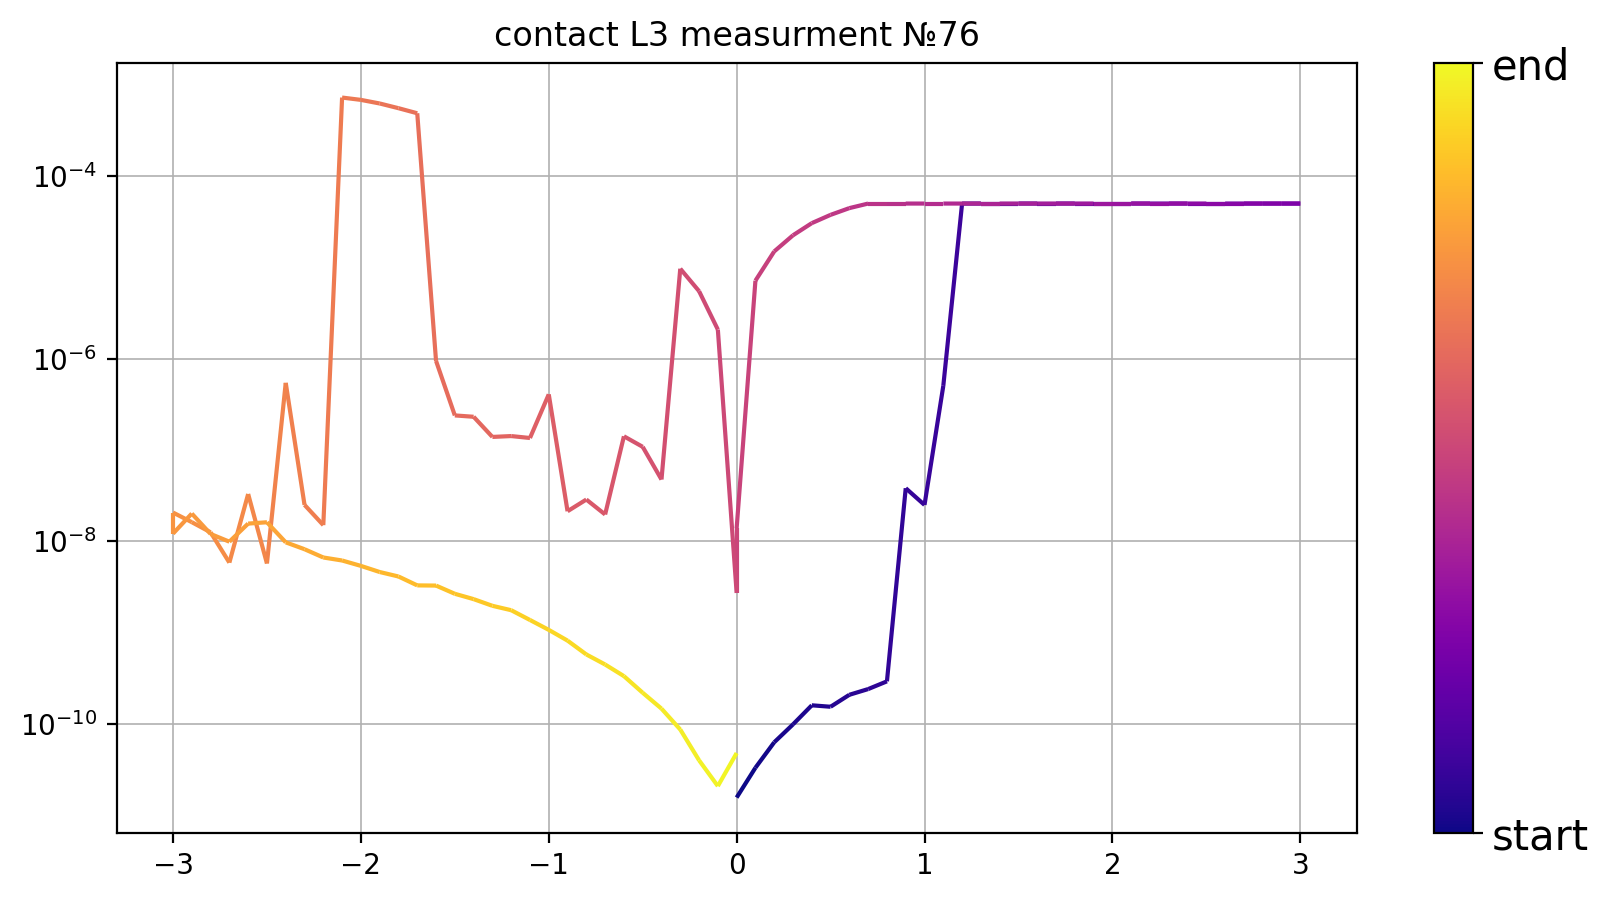 contact L3 measurment №76
end
10⁻⁴
10⁻⁶
10⁻⁸
10⁻¹⁰
start
−3 −2 −1 0 1 2 3